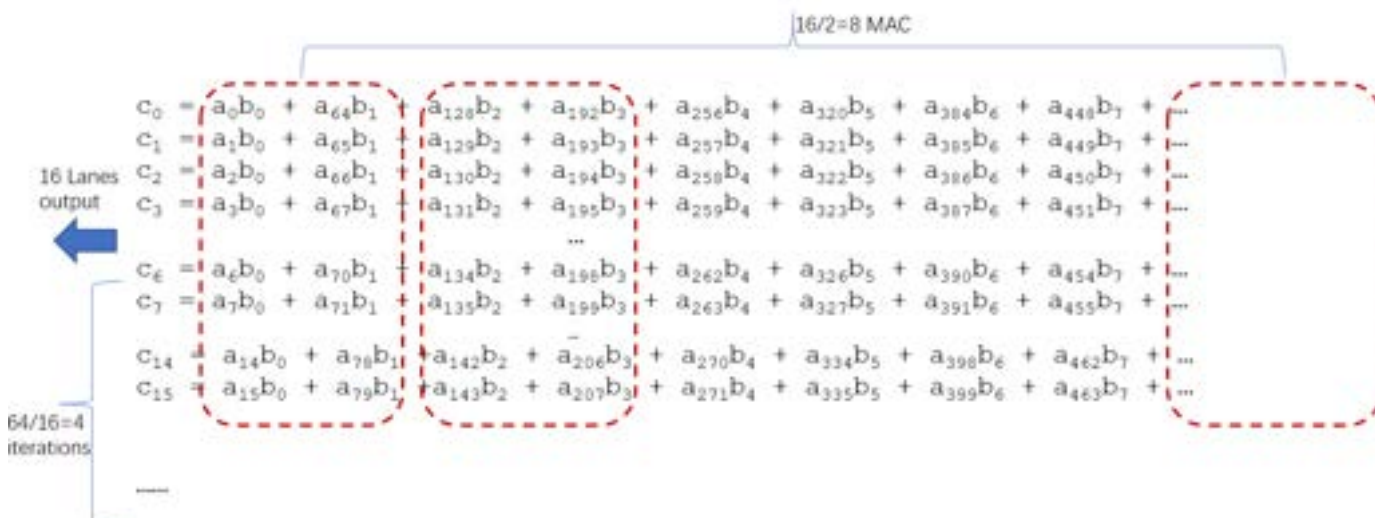 16/2=8 MAC
c₀ = a₀b₀ + a₆₄b₁ + a₁₂₈b₂ + a₁₉₂b₃ + a₂₅₆b₄ + a₃₂₀b₅ + a₃₈₄b₆ + a₄₄₈b₇ + …
c₁ = a₁b₀ + a₆₅b₁ + a₁₂₉b₂ + a₁₉₃b₃ + a₂₅₇b₄ + a₃₂₁b₅ + a₃₈₅b₆ + a₄₄₉b₇ + …
c₂ = a₂b₀ + a₆₆b₁ + a₁₃₀b₂ + a₁₉₄b₃ + a₂₅₈b₄ + a₃₂₂b₅ + a₃₈₆b₆ + a₄₅₀b₇ + …
c₃ = a₃b₀ + a₆₇b₁ + a₁₃₁b₂ + a₁₉₅b₃ + a₂₅₉b₄ + a₃₂₃b₅ + a₃₈₇b₆ + a₄₅₁b₇ + …
16 Lanes
output
…
c₆ = a₆b₀ + a₇₀b₁ + a₁₃₄b₂ + a₁₉₈b₃ + a₂₆₂b₄ + a₃₂₆b₅ + a₃₉₀b₆ + a₄₅₄b₇ + …
c₇ = a₇b₀ + a₇₁b₁ + a₁₃₅b₂ + a₁₉₉b₃ + a₂₆₃b₄ + a₃₂₇b₅ + a₃₉₁b₆ + a₄₅₅b₇ + …
…
c₁₄ = a₁₄b₀ + a₇₈b₁ + a₁₄₂b₂ + a₂₀₆b₃ + a₂₇₀b₄ + a₃₃₄b₅ + a₃₉₈b₆ + a₄₆₂b₇ + …
c₁₅ = a₁₅b₀ + a₇₉b₁ + a₁₄₃b₂ + a₂₀₇b₃ + a₂₇₁b₄ + a₃₃₅b₅ + a₃₉₉b₆ + a₄₆₃b₇ + …
64/16=4
iterations
……